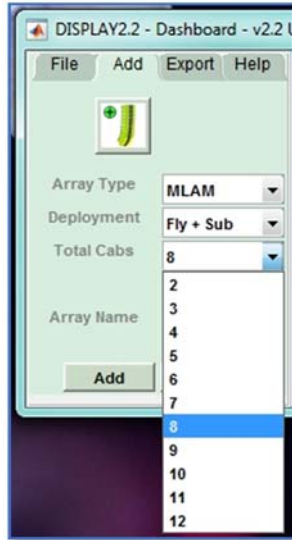 DISPLAY2.2 - Dashboard - v2.2 U
File Add Export Help
Array Type MLAM
Deployment Fly + Sub
Total Cabs 8
2
3
Array Name 4
5
Add 6
7
8
9
10
11
12